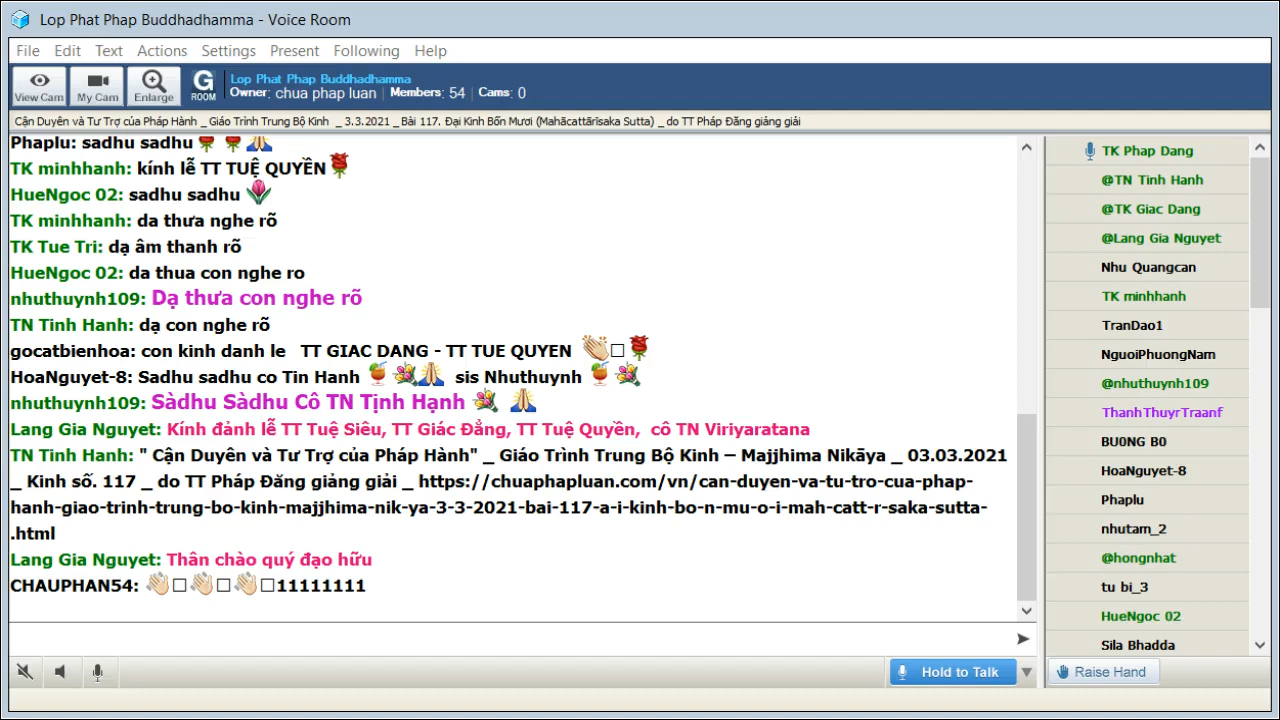 Lop Phat Phap Buddhadhamma - Voice Room
File Edit Text Actions Settings Present Following Help
View Cam
My Cam
Enlarge
G ROOM
Lop Phat Phap Buddhadhamma
Owner: chua phap luan | Members: 54 | Cams: 0
Cận Duyên và Tư Trợ của Pháp Hành _ Giáo Trình Trung Bộ Kinh _ 3.3.2021 _Bài 117. Đại Kinh Bốn Mươi (Mahācattārīsaka Sutta) _ do TT Pháp Đăng giảng giải
Phaplu: sadhu sadhu 🌹 🌹 🙏
TK minhhanh: kính lễ TT TUỆ QUYỀN 🌹
HueNgoc 02: sadhu sadhu 🌷
TK minhhanh: da thưa nghe rõ
TK Tue Tri: dạ âm thanh rõ
HueNgoc 02: da thua con nghe ro
nhuthuynh109: Dạ thưa con nghe rõ
TN Tinh Hanh: dạ con nghe rõ
gocatbienhoa: con kinh danh le TT GIAC DANG - TT TUE QUYEN 👏□🌹
HoaNguyet-8: Sadhu sadhu co Tin Hanh 🍹💐🙏 sis Nhuthuynh 🍹💐
nhuthuynh109: Sàdhu Sàdhu Cô TN Tịnh Hạnh 💐 🙏
Lang Gia Nguyet: Kính đảnh lễ TT Tuệ Siêu, TT Giác Đẳng, TT Tuệ Quyền, cô TN Viriyaratana
TN Tinh Hanh: " Cận Duyên và Tư Trợ của Pháp Hành" _ Giáo Trình Trung Bộ Kinh – Majjhima Nikāya _ 03.03.2021
_ Kinh số. 117 _ do TT Pháp Đăng giảng giải _ https://chuaphapluan.com/vn/can-duyen-va-tu-tro-cua-phap-
hanh-giao-trinh-trung-bo-kinh-majjhima-nik-ya-3-3-2021-bai-117-a-i-kinh-bo-n-mu-o-i-mah-catt-r-saka-sutta-
.html
Lang Gia Nguyet: Thân chào quý đạo hữu
CHAUPHAN54: 👏□👏□👏□11111111
Hold to Talk
TK Phap Dang
@TN Tinh Hanh
@TK Giac Dang
@Lang Gia Nguyet
Nhu Quangcan
TK minhhanh
TranDao1
NguoiPhuongNam
@nhuthuynh109
ThanhThuyrTraanf
BU0NG B0
HoaNguyet-8
Phaplu
nhutam_2
@hongnhat
tu bi_3
HueNgoc 02
Sila Bhadda
Raise Hand